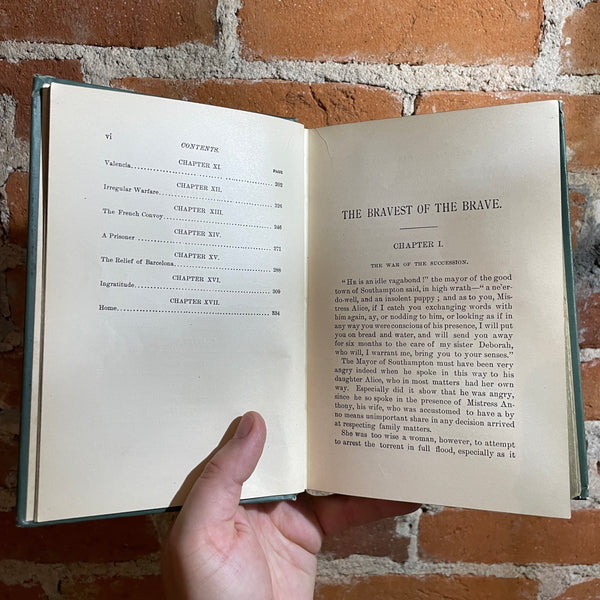 vi
CONTENTS.
CHAPTER XI.
PAGE
Valencia........................................202
CHAPTER XII.
Irregular Warfare........................................226
CHAPTER XIII.
The French Convoy........................................246
CHAPTER XIV.
A Prisoner........................................271
CHAPTER XV.
The Relief of Barcelona........................................288
CHAPTER XVI.
Ingratitude........................................309
CHAPTER XVII.
Home........................................334
THE BRAVEST OF THE BRAVE.
CHAPTER I.
THE WAR OF THE SUCCESSION.
"HE is an idle vagabond!" the mayor of the good
town of Southampton said, in high wrath—"a ne'er-
do-well, and an insolent puppy; and as to you, Mis-
tress Alice, if I catch you exchanging words with
him again, ay, or nodding to him, or looking as if in
any way you were conscious of his presence, I will put
you on bread and water, and will send you away
for six months to the care of my sister Deborah,
who will, I warrant me, bring you to your senses."
The Mayor of Southampton must have been very
angry indeed when he spoke in this way to his
daughter Alice, who in most matters had her own
way. Especially did it show that he was angry,
since he so spoke in the presence of Mistress An-
thony, his wife, who was accustomed to have a by
no means unimportant share in any decision arrived
at respecting family matters.
She was too wise a woman, however, to attempt
to arrest the torrent in full flood, especially as it